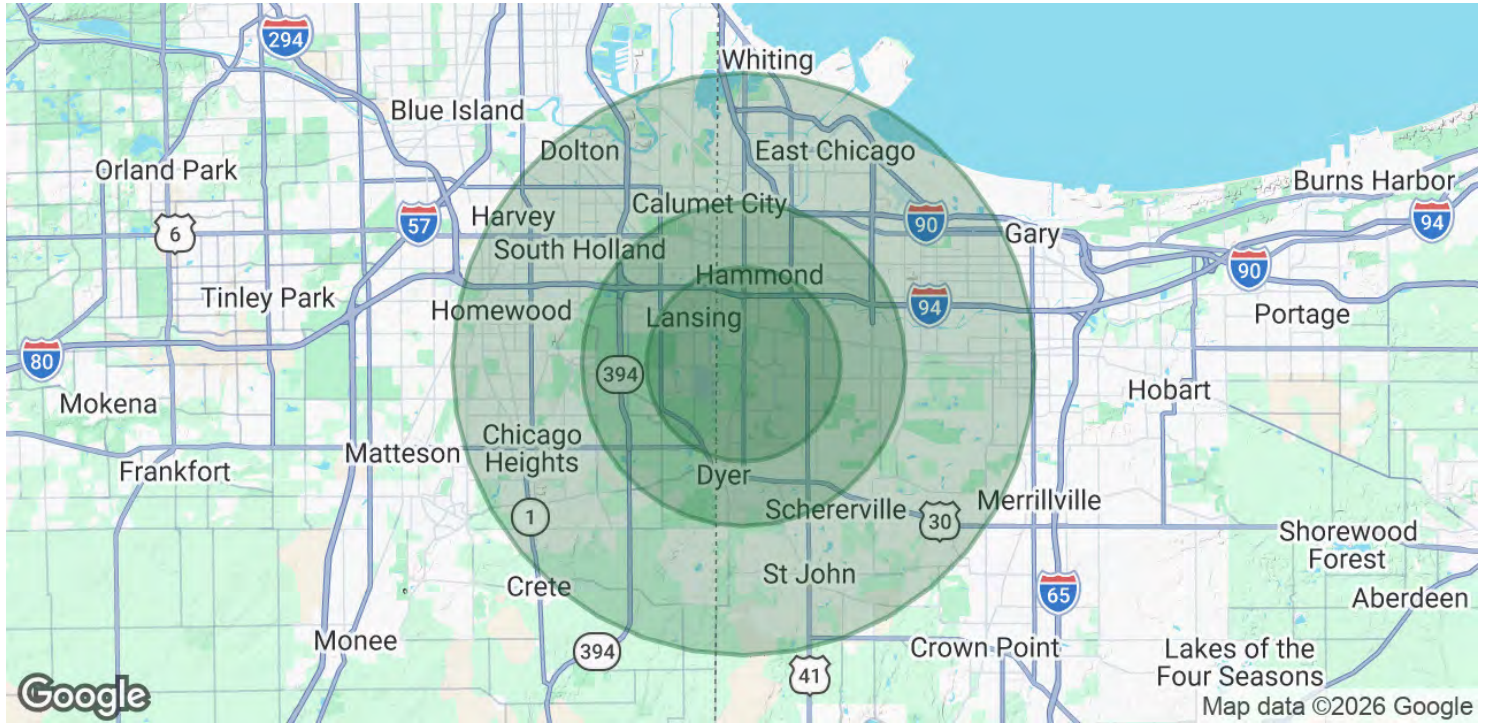 Whiting
294
Blue Island
Dolton
East Chicago
Orland Park
Burns Harbor
Calumet City
57
Harvey
90
94
6
Gary
South Holland
90
Hammond
Tinley Park
Homewood
Lansing
94
Portage
80
394
Hobart
Mokena
Chicago
Heights
Matteson
Frankfort
Dyer
Merrillville
Schererville
1
30
Shorewood
Forest
St John
Crete
65
Aberdeen
Monee
394
Crown Point
41
Lakes of the
Four Seasons
Google
Map data ©2026 Google